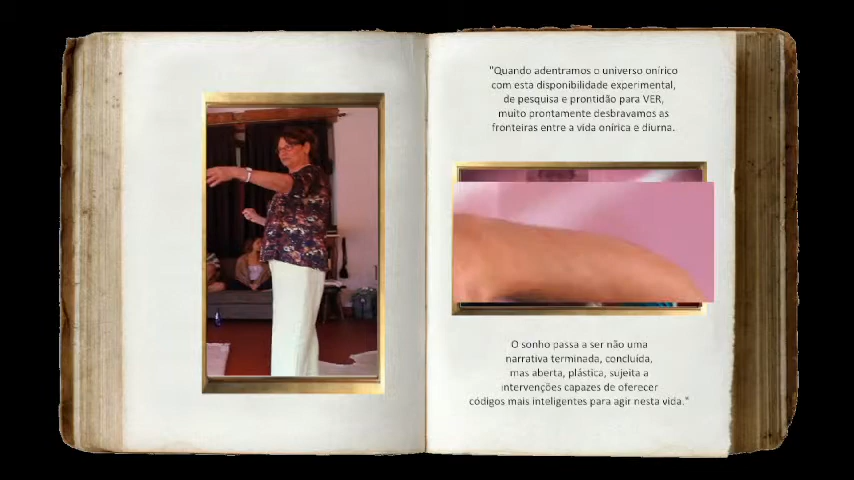 "Quando adentramos o universo onírico
com esta disponibilidade experimental,
de pesquisa e prontidão para VER,
muito prontamente desbravamos as
fronteiras entre a vida onírica e diurna.
O sonho passa a ser não uma
narrativa terminada, concluída,
mas aberta, plástica, sujeita a
intervenções capazes de oferecer
códigos mais inteligentes para agir nesta vida."